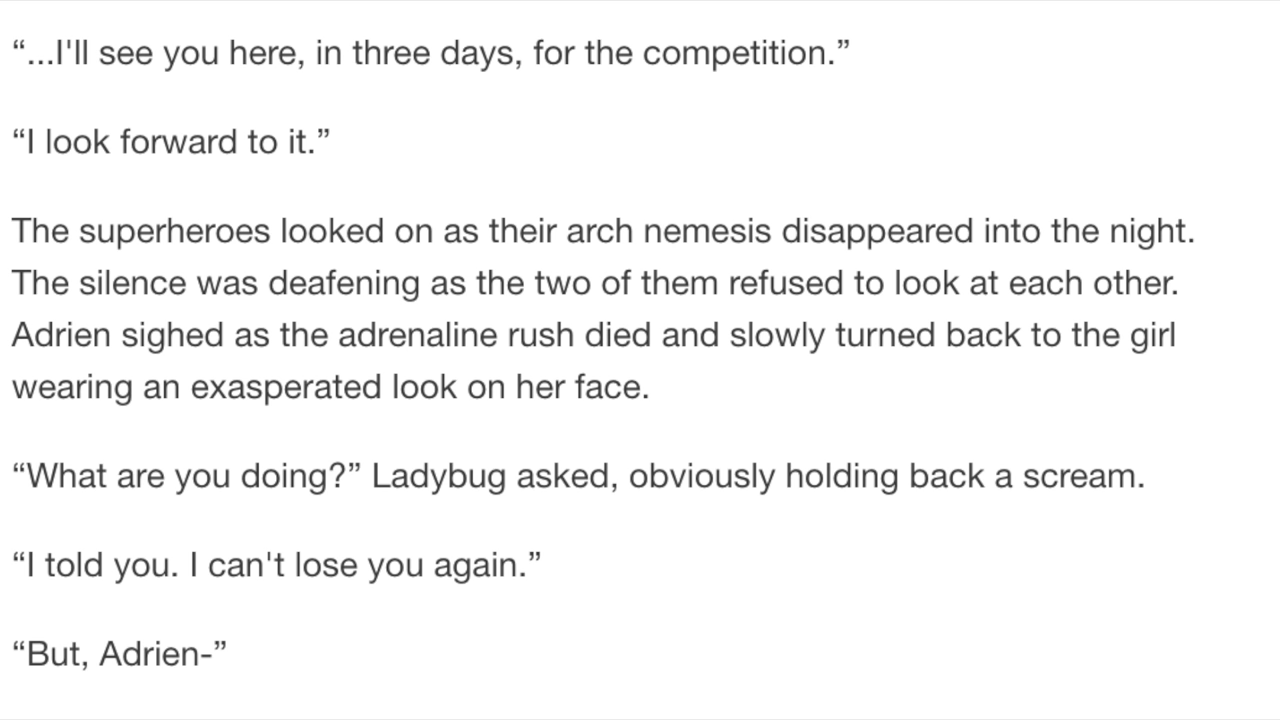 “...I'll see you here, in three days, for the competition.”
“I look forward to it.”
The superheroes looked on as their arch nemesis disappeared into the night.
The silence was deafening as the two of them refused to look at each other.
Adrien sighed as the adrenaline rush died and slowly turned back to the girl
wearing an exasperated look on her face.
“What are you doing?” Ladybug asked, obviously holding back a scream.
“I told you. I can't lose you again.”
“But, Adrien-”